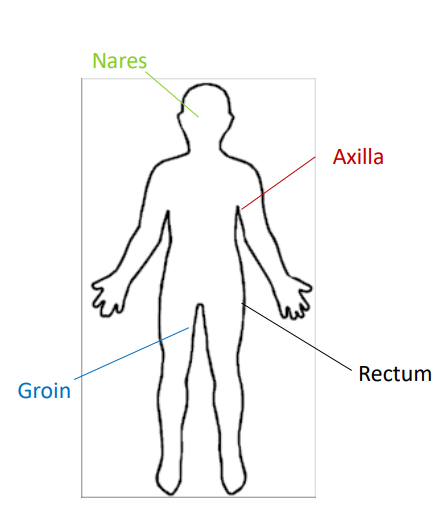 Nares
Axilla
Rectum
Groin